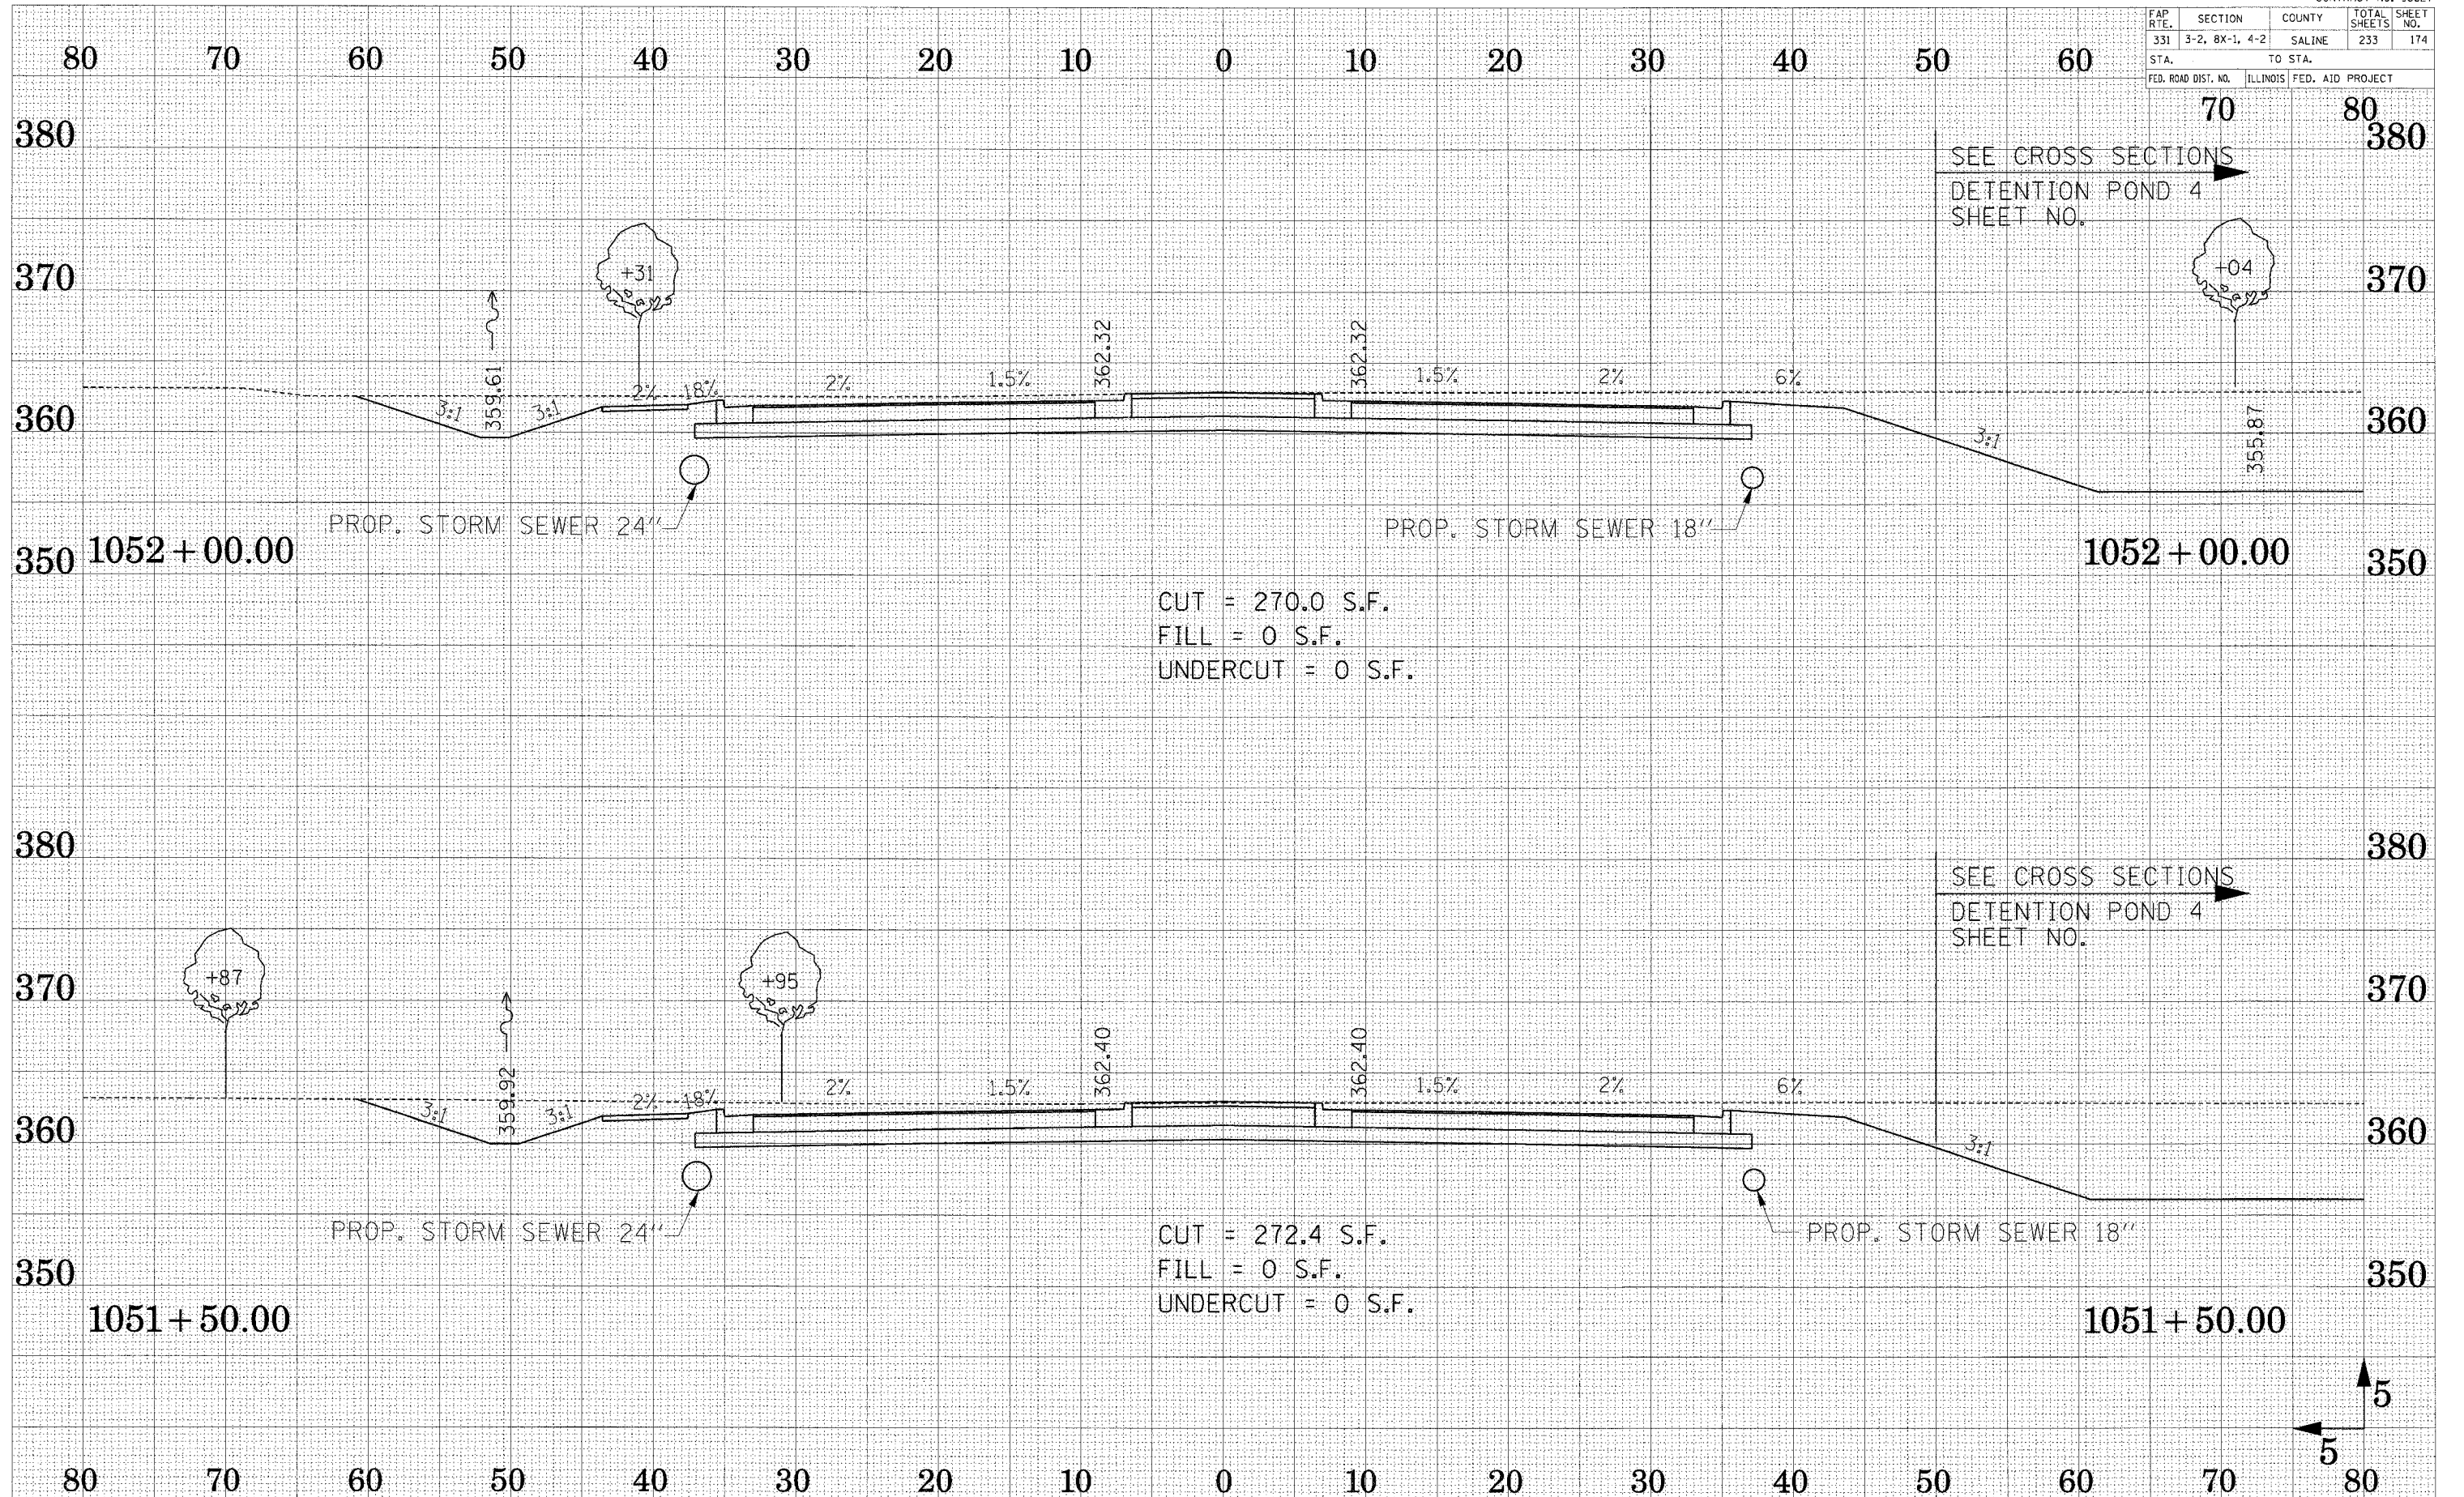 FAP RTE. SECTION COUNTY TOTAL SHEETS SHEET NO.
331 3-2, 8X-1, 4-2 SALINE 233 174
STA. TO STA.
FED. ROAD DIST. NO. ILLINOIS FED. AID PROJECT
80 70 60 50 40 30 20 10 0 10 20 30 40 50 60 70 80
380 380
SEE CROSS SECTIONS
DETENTION POND 4
SHEET NO.
370 +31 +04 370
359.61 362.32 362.32
3:1 3:1 2% 18% 2% 1.5% 1.5% 2% 6% 3:1
360 355.87 360
PROP. STORM SEWER 24" PROP. STORM SEWER 18"
350 1052+00.00 1052+00.00 350
CUT = 270.0 S.F.
FILL = 0 S.F.
UNDERCUT = 0 S.F.
380 380
SEE CROSS SECTIONS
DETENTION POND 4
SHEET NO.
370 +87 +95 370
359.92 362.40 362.40
3:1 3:1 2% 18% 2% 1.5% 1.5% 2% 6% 3:1
360 360
PROP. STORM SEWER 24" PROP. STORM SEWER 18"
CUT = 272.4 S.F.
FILL = 0 S.F.
UNDERCUT = 0 S.F.
350 350
1051+50.00 1051+50.00
5
5
80 70 60 50 40 30 20 10 0 10 20 30 40 50 60 70 80